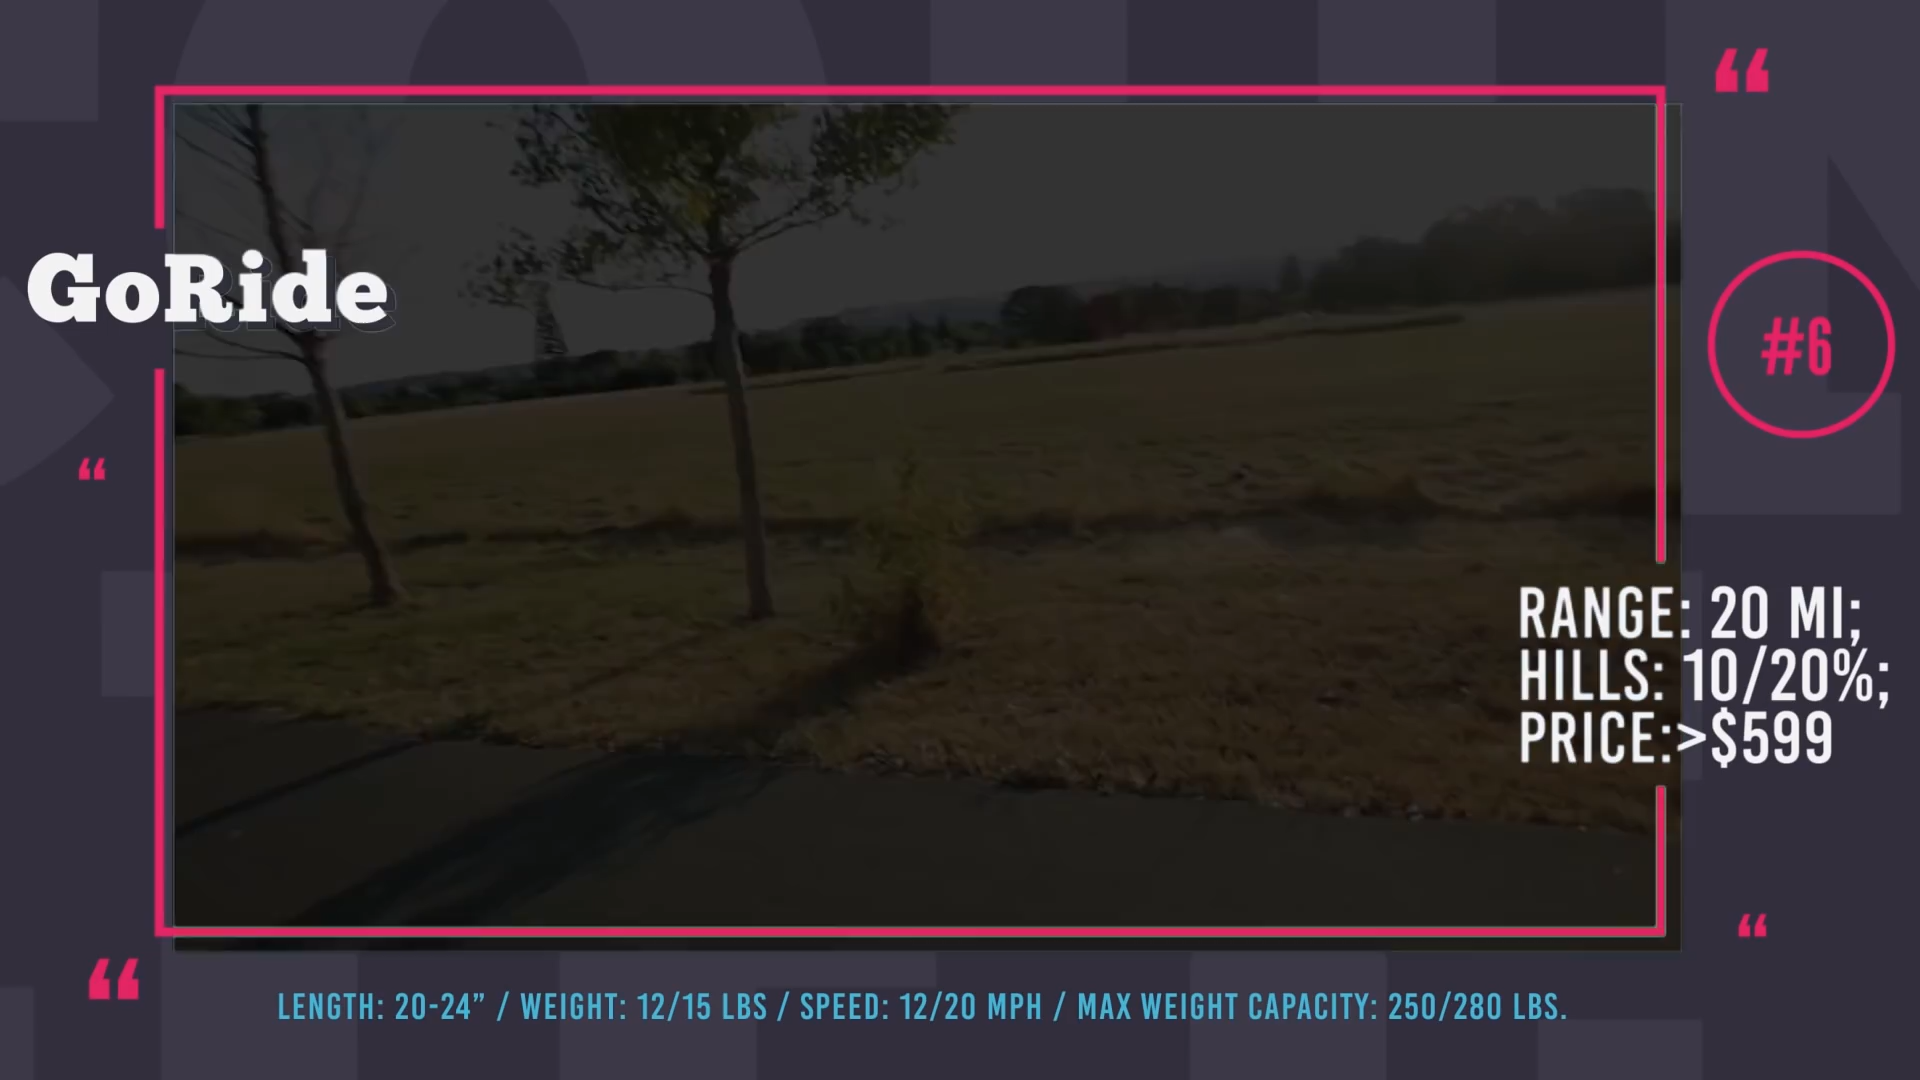 GoRide
#6
RANGE: 20 MI;
HILLS: 10/20%;
PRICE:>$599
LENGTH: 20-24” / WEIGHT: 12/15 LBS / SPEED: 12/20 MPH / MAX WEIGHT CAPACITY: 250/280 LBS.